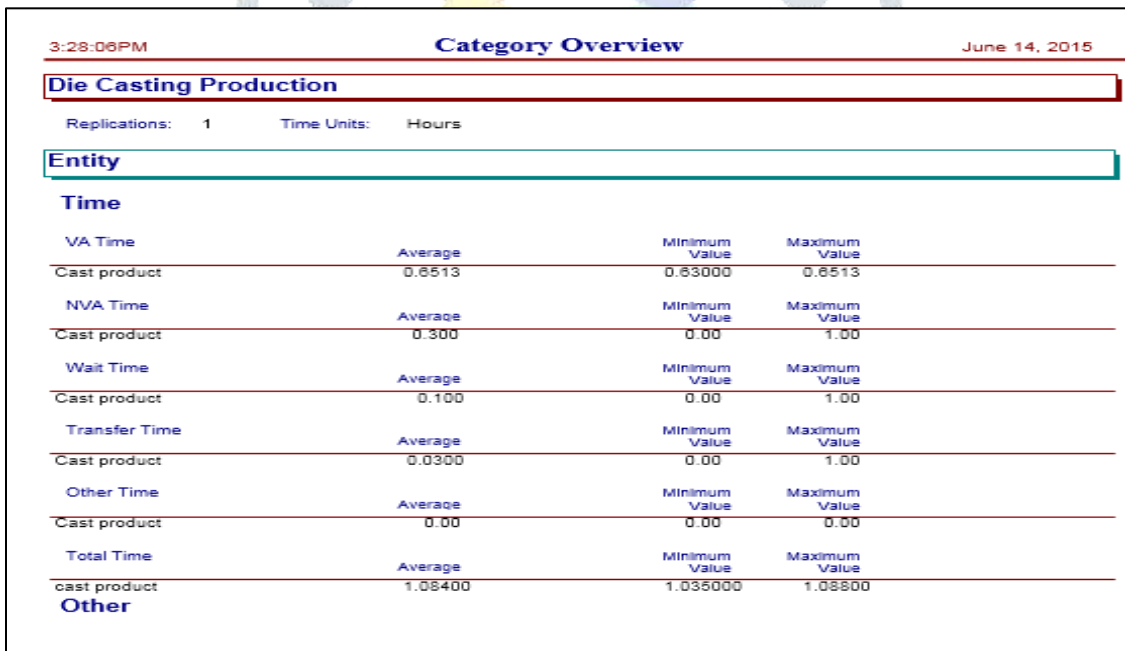 3:28:06PM Category Overview June 14, 2015
Die Casting Production
Replications: 1 Time Units: Hours
Entity
Time
VA Time Average Minimum Value Maximum Value
Cast product 0.6513 0.63000 0.6513
NVA Time Average Minimum Value Maximum Value
Cast product 0.300 0.00 1.00
Wait Time Average Minimum Value Maximum Value
Cast product 0.100 0.00 1.00
Transfer Time Average Minimum Value Maximum Value
Cast product 0.0300 0.00 1.00
Other Time Average Minimum Value Maximum Value
Cast product 0.00 0.00 0.00
Total Time Average Minimum Value Maximum Value
cast product 1.08400 1.035000 1.08800
Other